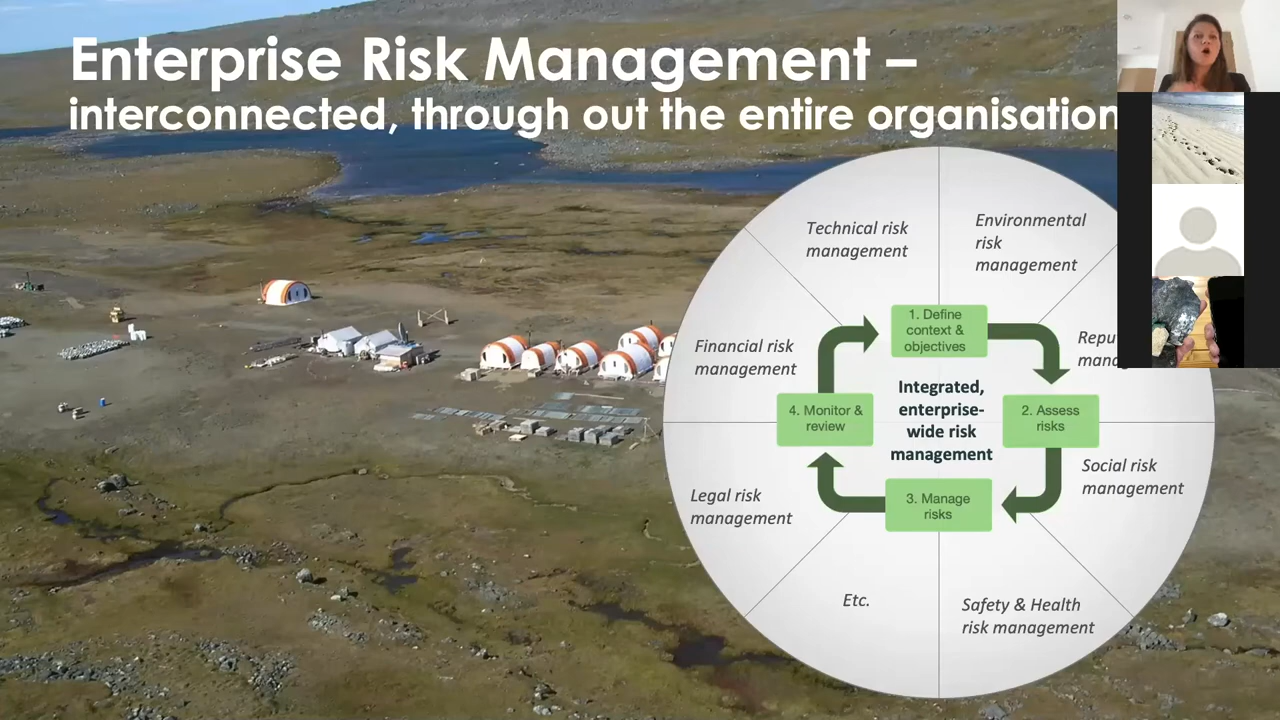 Enterprise Risk Management –
interconnected, through out the entire organisation
Technical risk
management
Environmental
risk
management
Financial risk
management
1. Define
context &
objectives
Integrated,
enterprise-
wide risk
management
4. Monitor &
review
2. Assess
risks
Legal risk
management
3. Manage
risks
Social risk
management
Etc.
Safety & Health
risk management